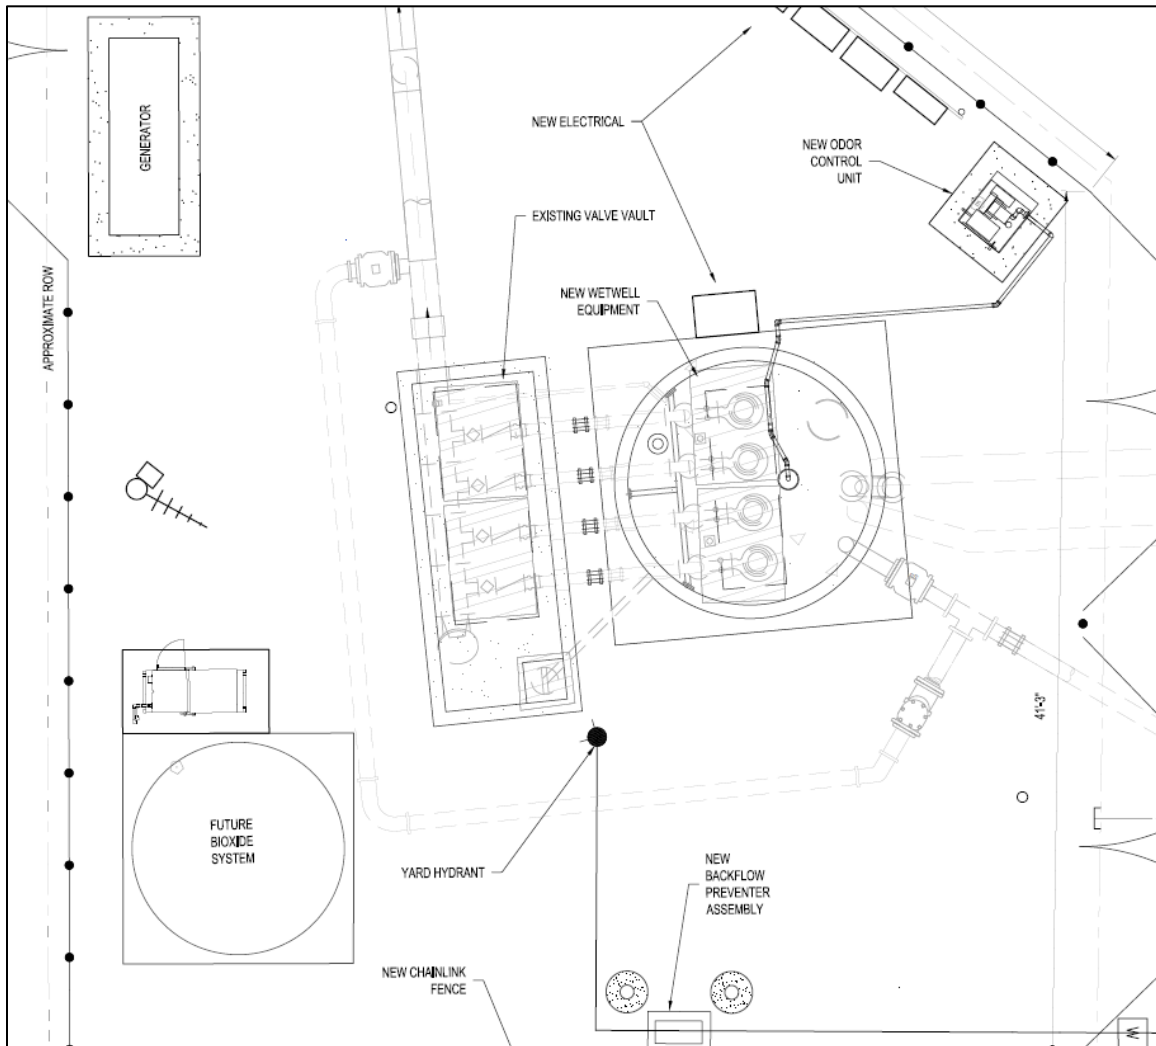 GENERATOR
NEW ELECTRICAL
NEW ODOR
CONTROL
UNIT
EXISTING VALVE VAULT
APPROXIMATE ROW
NEW WETWELL
EQUIPMENT
41'-3"
FUTURE
BIOXIDE
SYSTEM
YARD HYDRANT
NEW
BACKFLOW
PREVENTER
ASSEMBLY
NEW CHAINLINK
FENCE
W